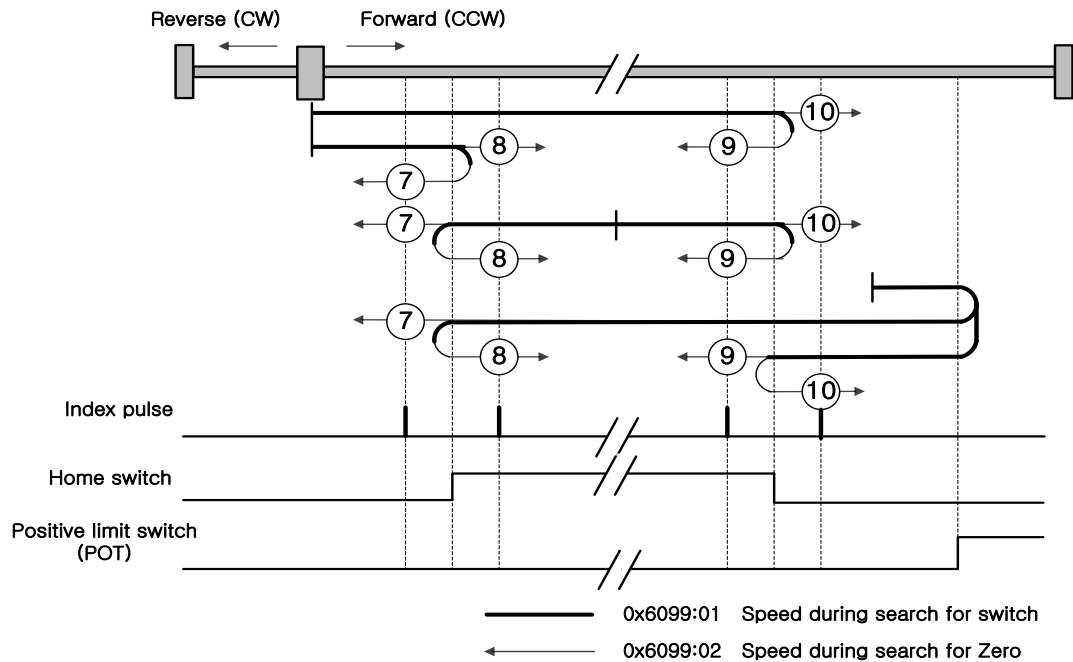 Reverse (CW) Forward (CCW)
10
8 9
7
7 10
8 9
7
8 9
10
Index pulse
Home switch
Positive limit switch
(POT)
0x6099:01 Speed during search for switch
0x6099:02 Speed during search for Zero